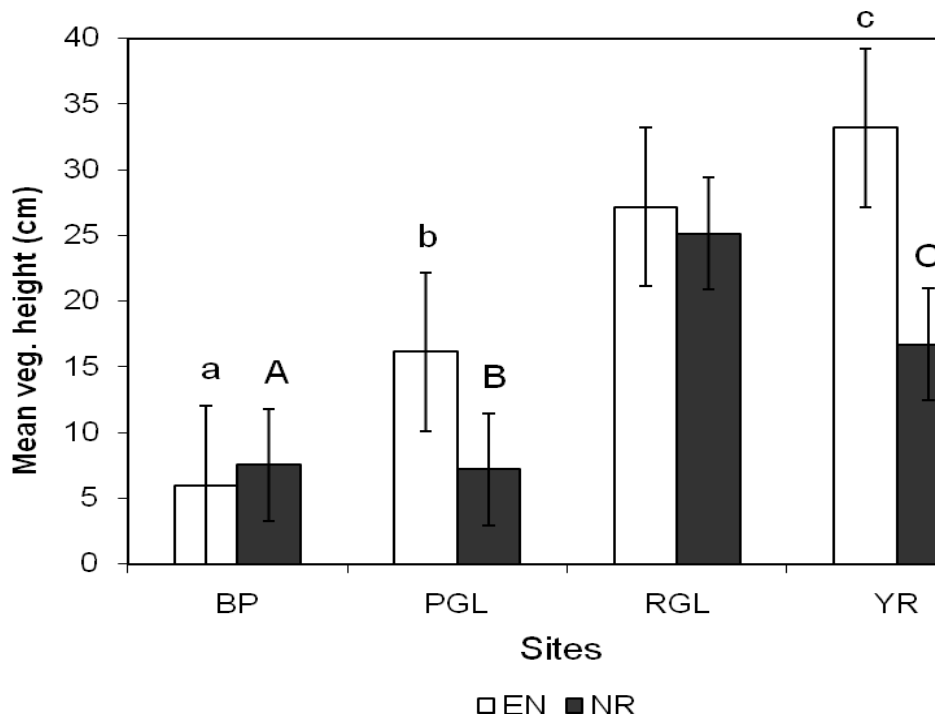 c
40
35
30
25
20
15
10
5
0
Mean veg. height (cm)
b
C
a
A
B
BP PGL RGL YR
Sites
EN NR